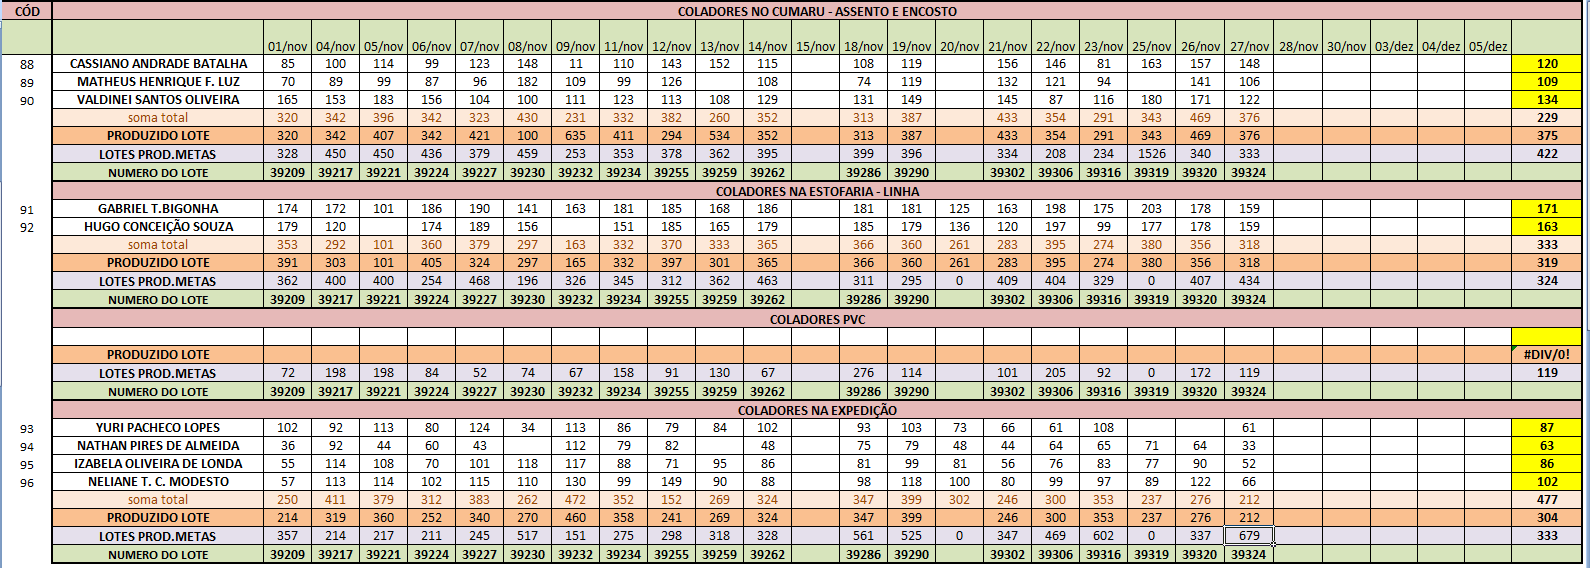 CÓD COLADORES NO CUMARU - ASSENTO E ENCOSTO
01/nov 04/nov 05/nov 06/nov 07/nov 08/nov 09/nov 11/nov 12/nov 13/nov 14/nov 15/nov 18/nov 19/nov 20/nov 21/nov 22/nov 23/nov 25/nov 26/nov 27/nov 28/nov 30/nov 03/dez 04/dez 05/dez
88 CASSIANO ANDRADE BATALHA 85 100 114 99 123 148 11 110 143 152 115 108 119 156 146 81 163 157 148 120
89 MATHEUS HENRIQUE F. LUZ 70 89 99 87 96 182 109 99 126 108 74 119 132 121 94 141 106 109
90 VALDINEI SANTOS OLIVEIRA 165 153 183 156 104 100 111 123 113 108 129 131 149 145 87 116 180 171 122 134
soma total 320 342 396 342 323 430 231 332 382 260 352 313 387 433 354 291 343 469 376 229
PRODUZIDO LOTE 320 342 407 342 421 100 635 411 294 534 352 313 387 433 354 291 343 469 376 375
LOTES PROD.METAS 328 450 450 436 379 459 253 353 378 362 395 399 396 334 208 234 1526 340 333 422
NUMERO DO LOTE 39209 39217 39221 39224 39227 39230 39232 39234 39255 39259 39262 39286 39290 39302 39306 39316 39319 39320 39324
COLADORES NA ESTOFARIA - LINHA
91 GABRIEL T.BIGONHA 174 172 101 186 190 141 163 181 185 168 186 181 181 125 163 198 175 203 178 159 171
92 HUGO CONCEIÇÃO SOUZA 179 120 174 189 156 151 185 165 179 185 179 136 120 197 99 177 178 159 163
soma total 353 292 101 360 379 297 163 332 370 333 365 366 360 261 283 395 274 380 356 318 333
PRODUZIDO LOTE 391 303 101 405 324 297 165 332 397 301 365 366 360 261 283 395 274 380 356 318 319
LOTES PROD.METAS 362 400 400 254 468 196 326 345 312 362 463 311 295 0 409 404 329 0 407 434 324
NUMERO DO LOTE 39209 39217 39221 39224 39227 39230 39232 39234 39255 39259 39262 39286 39290 39302 39306 39316 39319 39320 39324
COLADORES PVC
PRODUZIDO LOTE #DIV/0!
LOTES PROD.METAS 72 198 198 84 52 74 67 158 91 130 67 276 114 101 205 92 0 172 119 119
NUMERO DO LOTE 39209 39217 39221 39224 39227 39230 39232 39234 39255 39259 39262 39286 39290 39302 39306 39316 39319 39320 39324
COLADORES NA EXPEDIÇÃO
93 YURI PACHECO LOPES 102 92 113 80 124 34 113 86 79 84 102 93 103 73 66 61 108 61 87
94 NATHAN PIRES DE ALMEIDA 36 92 44 60 43 112 79 82 48 75 79 48 44 64 65 71 64 33 63
95 IZABELA OLIVEIRA DE LONDA 55 114 108 70 101 118 117 88 71 95 86 81 99 81 56 76 83 77 90 52 86
96 NELIANE T. C. MODESTO 57 113 114 102 115 110 130 99 149 90 88 98 118 100 80 99 97 89 122 66 102
soma total 250 411 379 312 383 262 472 352 152 269 324 347 399 302 246 300 353 237 276 212 477
PRODUZIDO LOTE 214 319 360 252 340 270 460 358 241 269 324 347 399 246 300 353 237 276 212 304
LOTES PROD.METAS 357 214 217 211 245 517 151 275 298 318 328 561 525 0 347 469 602 0 337 679 333
NUMERO DO LOTE 39209 39217 39221 39224 39227 39230 39232 39234 39255 39259 39262 39286 39290 39302 39306 39316 39319 39320 39324